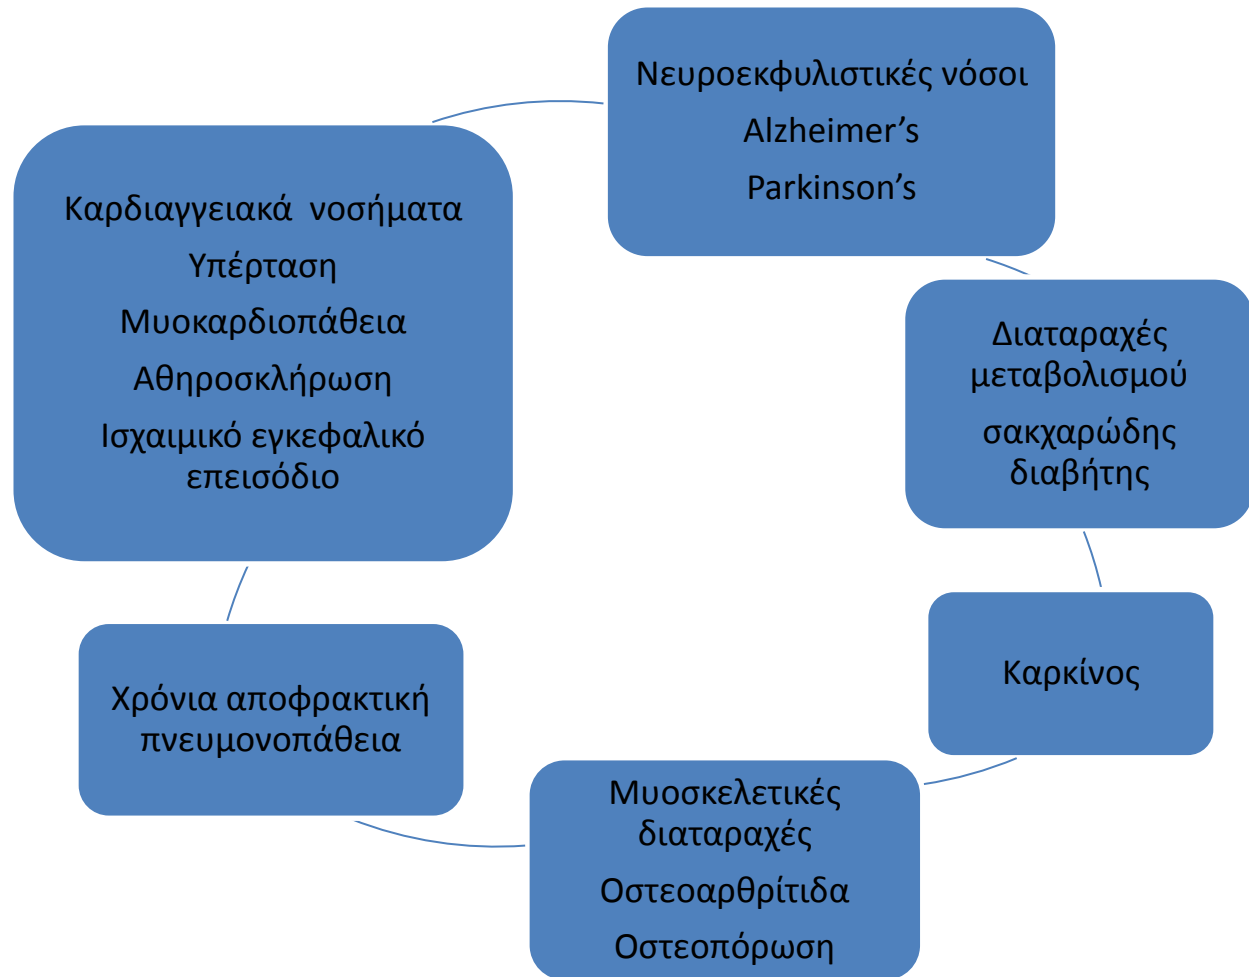 Νευροεκφυλιστικές νόσοι
Alzheimer’s
Parkinson’s
Διαταραχές
μεταβολισμού
σακχαρώδης
διαβήτης
Καρκίνος
Μυοσκελετικές
διαταραχές
Οστεοαρθρίτιδα
Οστεοπόρωση
Χρόνια αποφρακτική
πνευμονοπάθεια
Καρδιαγγειακά νοσήματα
Υπέρταση
Μυοκαρδιοπάθεια
Αθηροσκλήρωση
Ισχαιμικό εγκεφαλικό
επεισόδιο